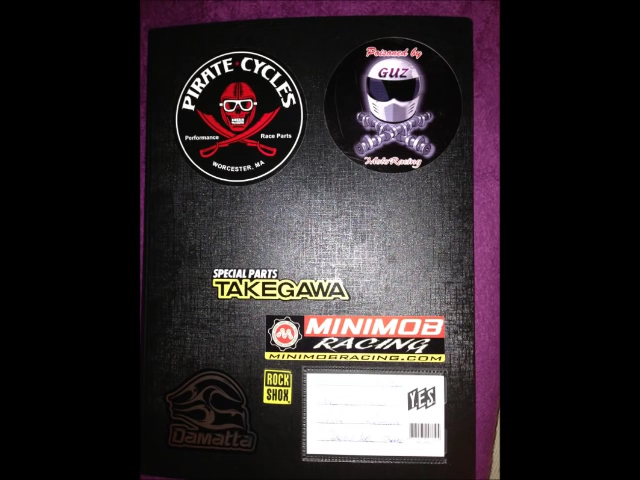 PIRATE·CYCLES
Performance Race Parts
WORCESTER, MA
Poisoned by
GUZ
MotoRacing
SPECIAL PARTS
TAKEGAWA
MINIMOB
RACING
MINIMOBRACING.COM
ROCK
SHOX
YES
Damatta